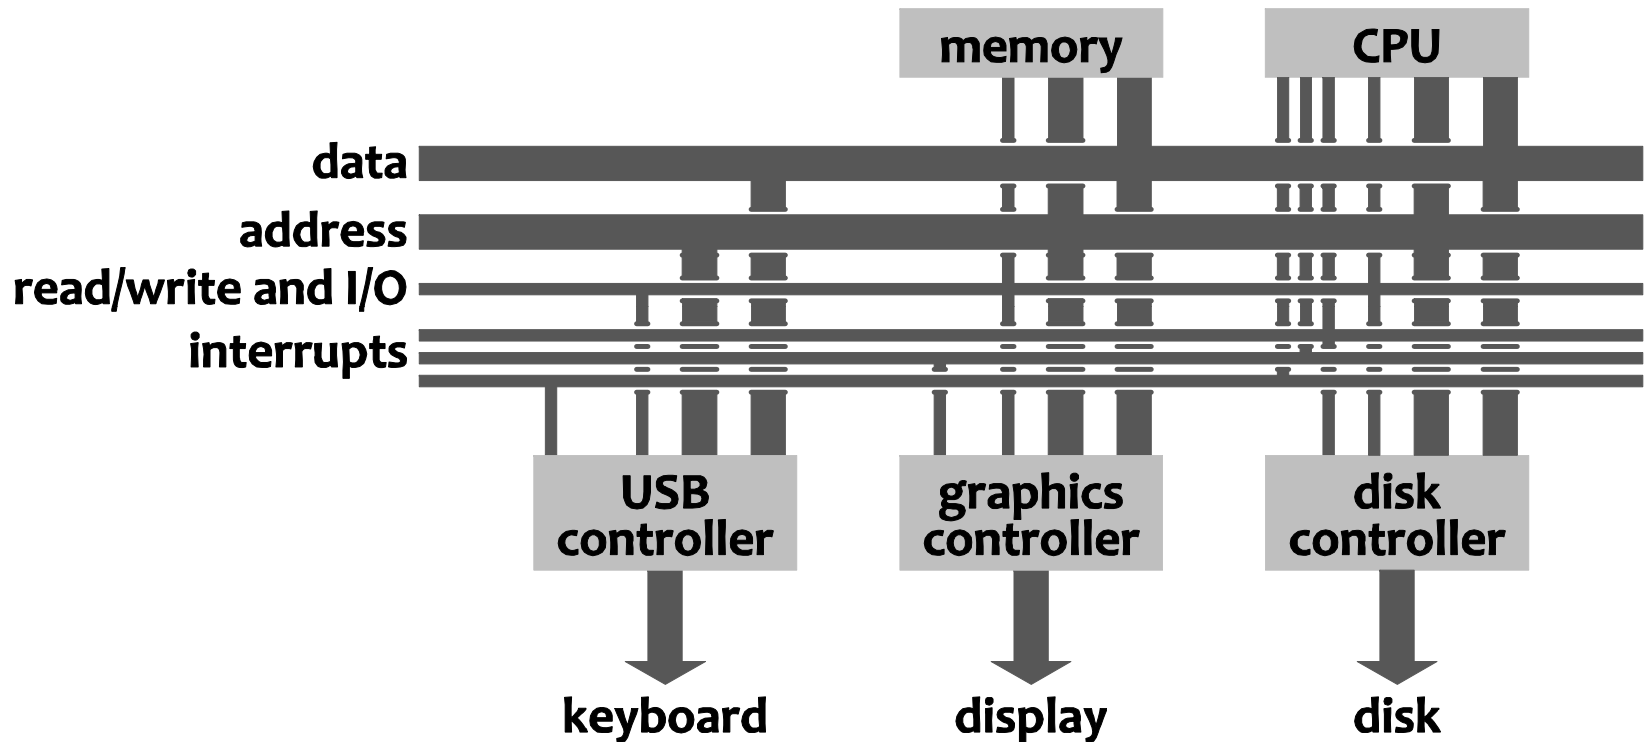 memory
CPU
data
address
read/write and I/O
interrupts
USB
controller
graphics
controller
disk
controller
keyboard
display
disk